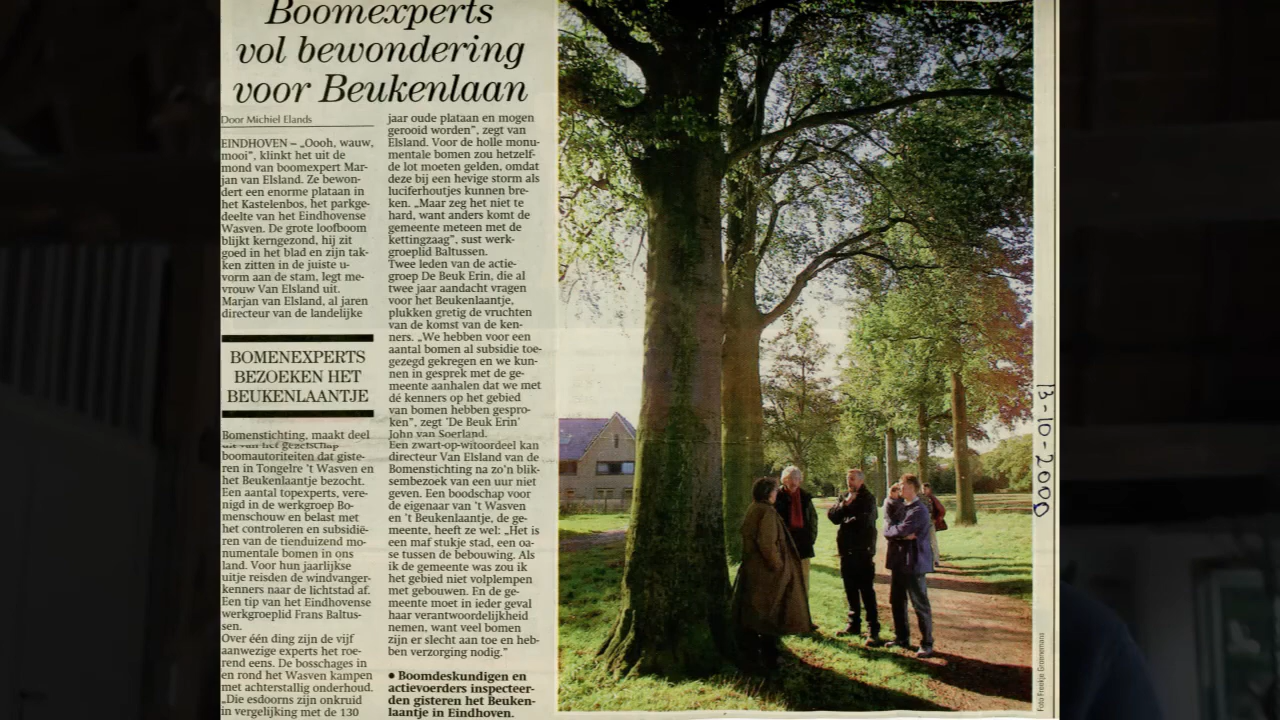 Boomexperts
vol bewondering
voor Beukenlaan
Door Michiel Elands
EINDHOVEN – „Oooh, wauw,
mooi”, klinkt het uit de
mond van boomexpert Mar-
jan van Elsland. Ze bewon-
dert een enorme plataan in
het Kastelenbos, het parkge-
deelte van het Eindhovense
Wasven. De grote loofboom
blijkt kerngezond, hij zit
goed in het blad en zijn tak-
ken zitten in de juiste u-
vorm aan de stam, legt me-
vrouw Van Elsland uit.
Marjan van Elsland, al jaren
directeur van de landelijke
BOMENEXPERTS
BEZOEKEN HET
BEUKENLAANTJE
Bomenstichting, maakt deel
uit van het gezelschap
boomautoriteiten dat giste-
ren in Tongelre 't Wasven en
het Beukenlaantje bezocht.
Een aantal topexperts, vere-
nigd in de werkgroep Bo-
menschouw en belast met
het controleren en subsidië-
ren van de tienduizend mo-
numentale bomen in ons
land. Voor hun jaarlijkse
uitje reisden de windvanger-
kenners naar de lichtstad af.
Een tip van het Eindhovense
werkgroeplid Frans Baltus-
sen.
Over één ding zijn de vijf
aanwezige experts het roe-
rend eens. De bosschages in
en rond het Wasven kampen
met achterstallig onderhoud.
„Die esdoorns zijn onkruid
in vergelijking met de 130
jaar oude plataan en mogen
gerooid worden”, zegt van
Elsland. Voor de holle monu-
mentale bomen zou hetzelf-
de lot moeten gelden, omdat
deze bij een hevige storm als
luciferhoutjes kunnen bre-
ken. „Maar zeg het niet te
hard, want anders komt de
gemeente meteen met de
kettingzaag”, sust werk-
groeplid Baltussen.
Twee leden van de actie-
groep De Beuk Erin, die al
twee jaar aandacht vragen
voor het Beukenlaantje,
plukken gretig de vruchten
van de komst van de ken-
ners. „We hebben voor een
aantal bomen al subsidie toe-
gezegd gekregen en we kun-
nen in gesprek met de ge-
meente aanhalen dat we met
dé kenners op het gebied
van bomen hebben gespro-
ken”, zegt 'De Beuk Erin'
John van Soerland.
Een zwart-op-witoordeel kan
directeur Van Elsland van de
Bomenstichting na zo'n blik-
sembezoek van een uur niet
geven. Een boodschap voor
de eigenaar van 't Wasven
en 't Beukenlaantje, de ge-
meente, heeft ze wel: „Het is
een maf stukje stad, een oa-
se tussen de bebouwing. Als
ik de gemeente was zou ik
het gebied niet volplempen
met gebouwen. En de ge-
meente moet in ieder geval
haar verantwoordelijkheid
nemen, want veel bomen
zijn er slecht aan toe en heb-
ben verzorging nodig.”
● Boomdeskundigen en
actievoerders inspecteer-
den gisteren het Beuken-
laantje in Eindhoven.
13-10-2000
Foto Freekje Groenemans